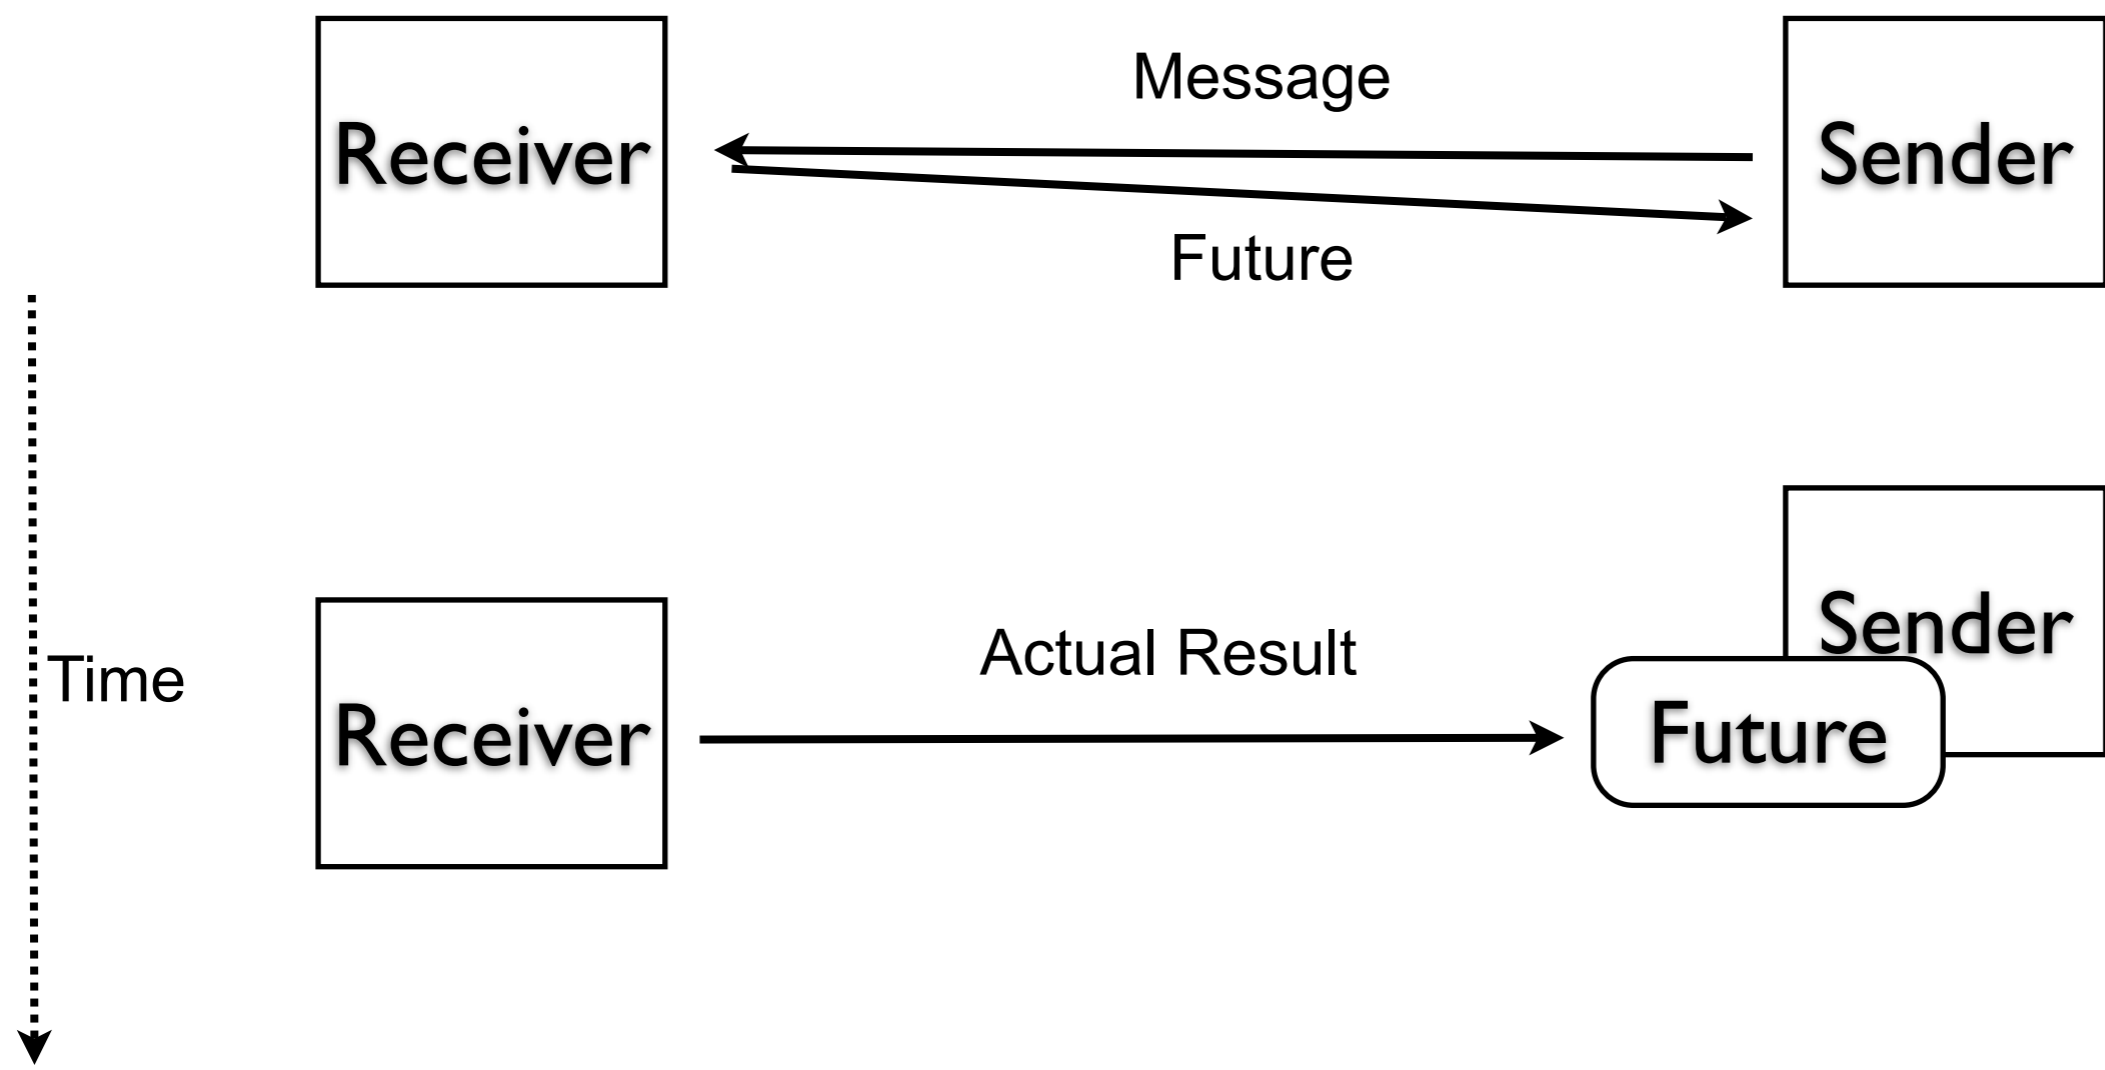 Receiver
Message
Sender
Future
Time
Receiver
Actual Result
Sender
Future